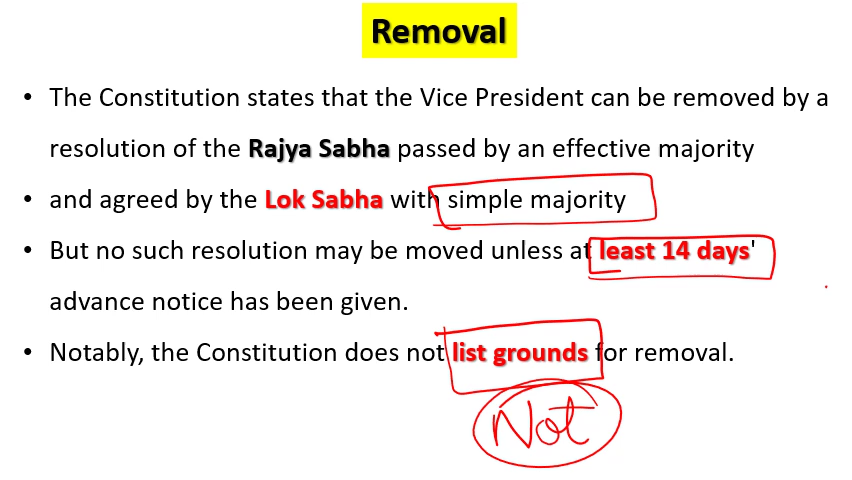 Removal
• The Constitution states that the Vice President can be removed by a
resolution of the Rajya Sabha passed by an effective majority
• and agreed by the Lok Sabha with simple majority
• But no such resolution may be moved unless at least 14 days'
advance notice has been given.
• Notably, the Constitution does not list grounds for removal.
Not